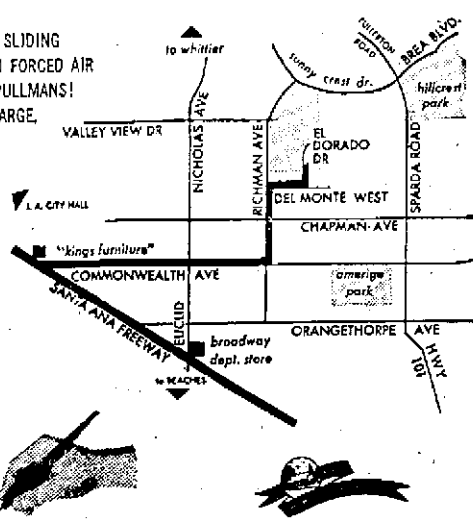 SLIDING
FORCED AIR
PULLMANS!
ARGE,
to whittier
FULLERTON
ROAD
BREA BLVD.
sunny crest dr.
hillcrest
park
VALLEY VIEW DR
NICHOLAS AVE
RICHMAN AVE
EL
DORADO
DR
SPARDA ROAD
DEL MONTE WEST
L.A. CITY HALL
CHAPMAN AVE
"kings furniture"
COMMONWEALTH AVE
amerige
park
SANTA ANA FREEWAY
EUCLID
ORANGETHORPE AVE
broadway
dept. store
HWY
101
to BEACHES